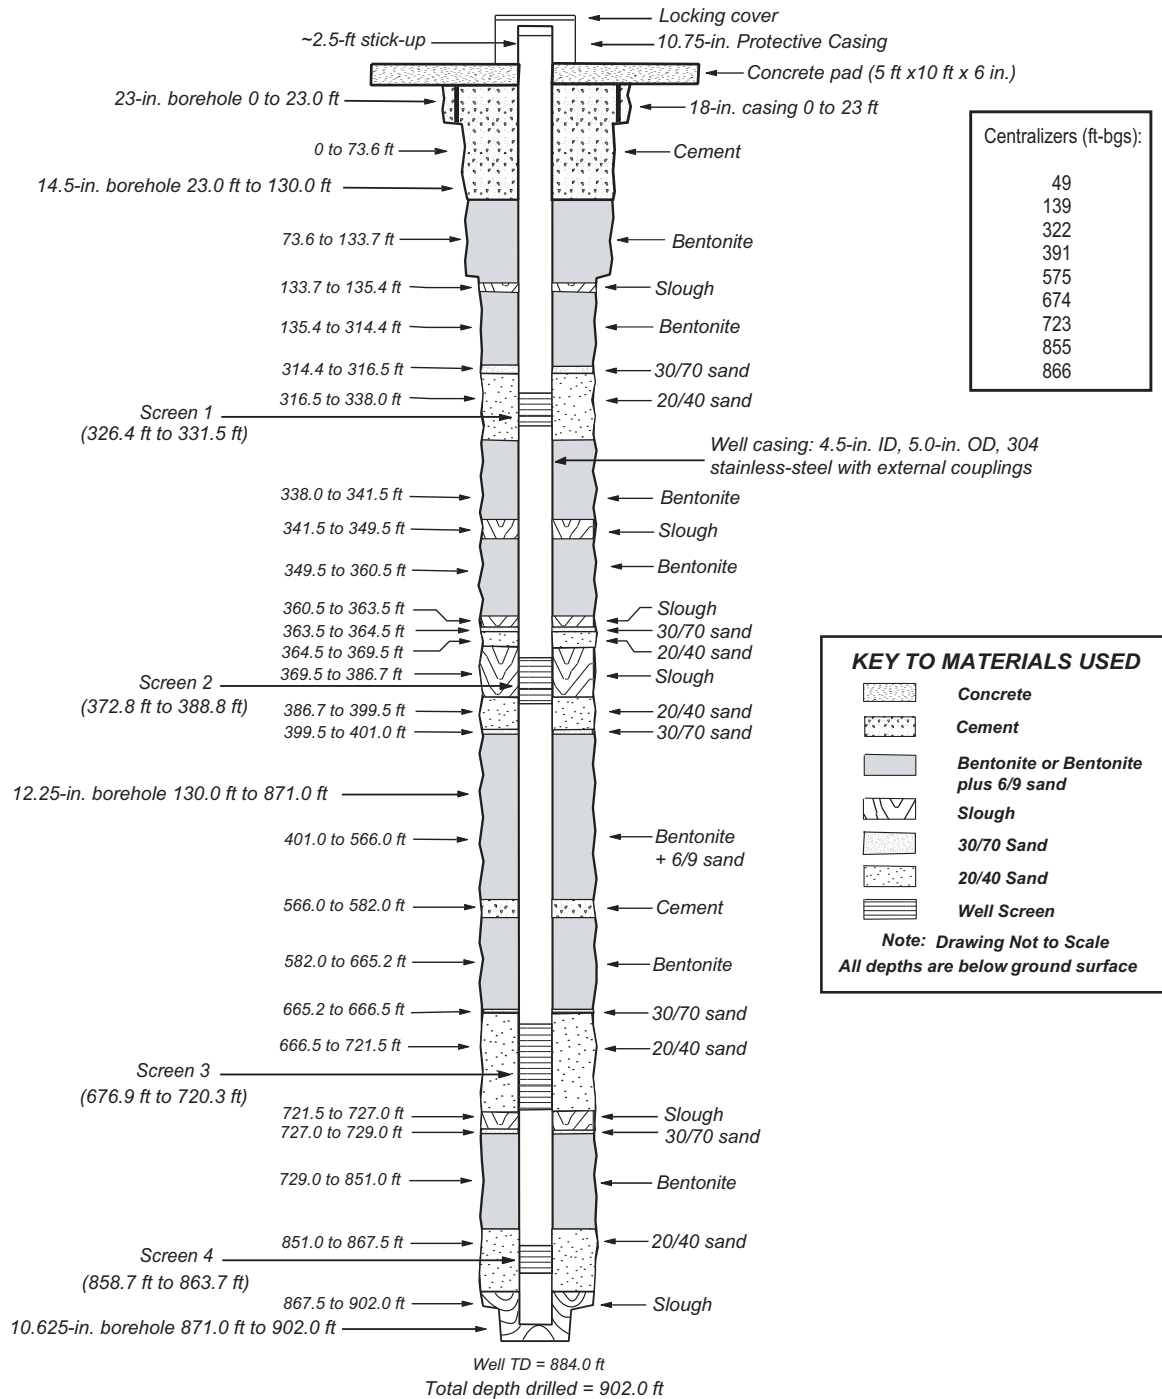 Locking cover
~2.5-ft stick-up
10.75-in. Protective Casing
Concrete pad (5 ft x10 ft x 6 in.)
23-in. borehole 0 to 23.0 ft
18-in. casing 0 to 23 ft
0 to 73.6 ft
Cement
14.5-in. borehole 23.0 ft to 130.0 ft
73.6 to 133.7 ft
Bentonite
133.7 to 135.4 ft
Slough
135.4 to 314.4 ft
Bentonite
314.4 to 316.5 ft
30/70 sand
316.5 to 338.0 ft
20/40 sand
Screen 1
(326.4 ft to 331.5 ft)
Well casing: 4.5-in. ID, 5.0-in. OD, 304
stainless-steel with external couplings
338.0 to 341.5 ft
Bentonite
341.5 to 349.5 ft
Slough
349.5 to 360.5 ft
Bentonite
360.5 to 363.5 ft
Slough
363.5 to 364.5 ft
30/70 sand
364.5 to 369.5 ft
20/40 sand
369.5 to 386.7 ft
Slough
Screen 2
(372.8 ft to 388.8 ft)
386.7 to 399.5 ft
20/40 sand
399.5 to 401.0 ft
30/70 sand
12.25-in. borehole 130.0 ft to 871.0 ft
401.0 to 566.0 ft
Bentonite
+ 6/9 sand
566.0 to 582.0 ft
Cement
582.0 to 665.2 ft
Bentonite
665.2 to 666.5 ft
30/70 sand
666.5 to 721.5 ft
20/40 sand
Screen 3
(676.9 ft to 720.3 ft)
721.5 to 727.0 ft
Slough
727.0 to 729.0 ft
30/70 sand
729.0 to 851.0 ft
Bentonite
851.0 to 867.5 ft
20/40 sand
Screen 4
(858.7 ft to 863.7 ft)
867.5 to 902.0 ft
Slough
10.625-in. borehole 871.0 ft to 902.0 ft
Well TD = 884.0 ft
Total depth drilled = 902.0 ft
Centralizers (ft-bgs):
49
139
322
391
575
674
723
855
866
KEY TO MATERIALS USED
Concrete
Cement
Bentonite or Bentonite
plus 6/9 sand
Slough
30/70 Sand
20/40 Sand
Well Screen
Note: Drawing Not to Scale
All depths are below ground surface